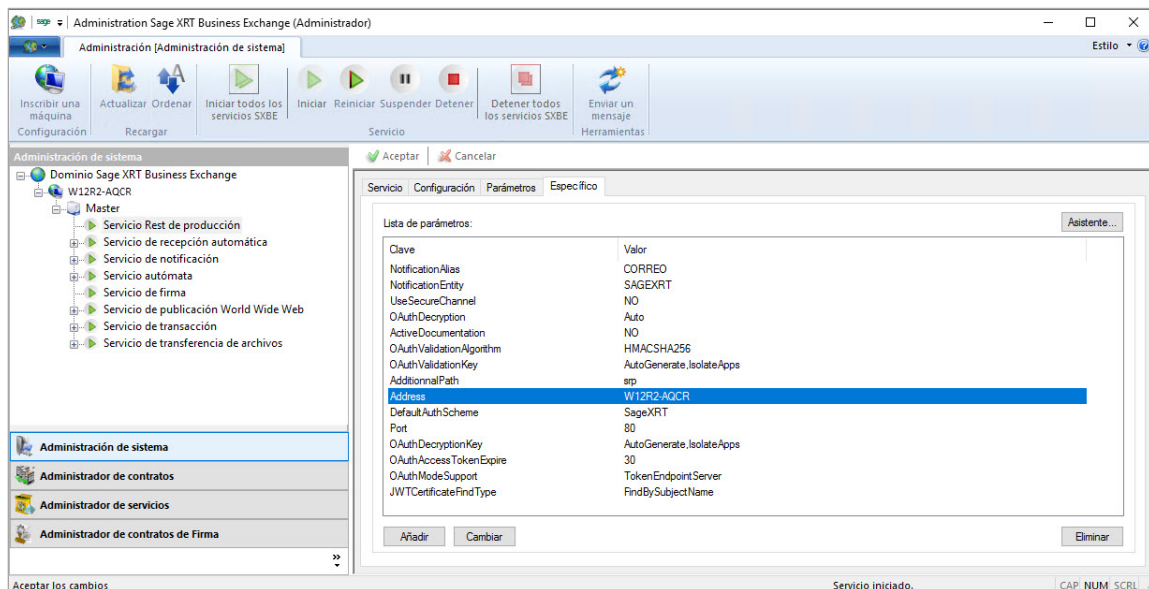 sage Administration Sage XRT Business Exchange (Administrador)
Administración [Administración de sistema]
Estilo
Inscribir una máquina
Actualizar
Ordenar
Iniciar todos los servicios SXBE
Iniciar
Reiniciar
Suspender
Detener
Detener todos los servicios SXBE
Enviar un mensaje
Configuración
Recargar
Servicio
Herramientas
Administración de sistema
Dominio Sage XRT Business Exchange
W12R2-AQCR
Master
Servicio Rest de producción
Servicio de recepción automática
Servicio de notificación
Servicio autómata
Servicio de firma
Servicio de publicación World Wide Web
Servicio de transacción
Servicio de transferencia de archivos
Administración de sistema
Administrador de contratos
Administrador de servicios
Administrador de contratos de Firma
Aceptar
Cancelar
Servicio
Configuración
Parámetros
Específico
Lista de parámetros:
Asistente...
Clave Valor
NotificationAlias CORREO
NotificationEntity SAGEXRT
UseSecureChannel NO
OAuthDecryption Auto
ActiveDocumentation NO
OAuthValidationAlgorithm HMACSHA256
OAuthValidationKey AutoGenerate,IsolateApps
AdditionnalPath srp
Address W12R2-AQCR
DefaultAuthScheme SageXRT
Port 80
OAuthDecryptionKey AutoGenerate,IsolateApps
OAuthAccessTokenExpire 30
OAuthModeSupport TokenEndpointServer
JWTCertificateFindType FindBySubjectName
Añadir
Cambiar
Eliminar
Aceptar los cambios
Servicio iniciado.
CAP NUM SCRL